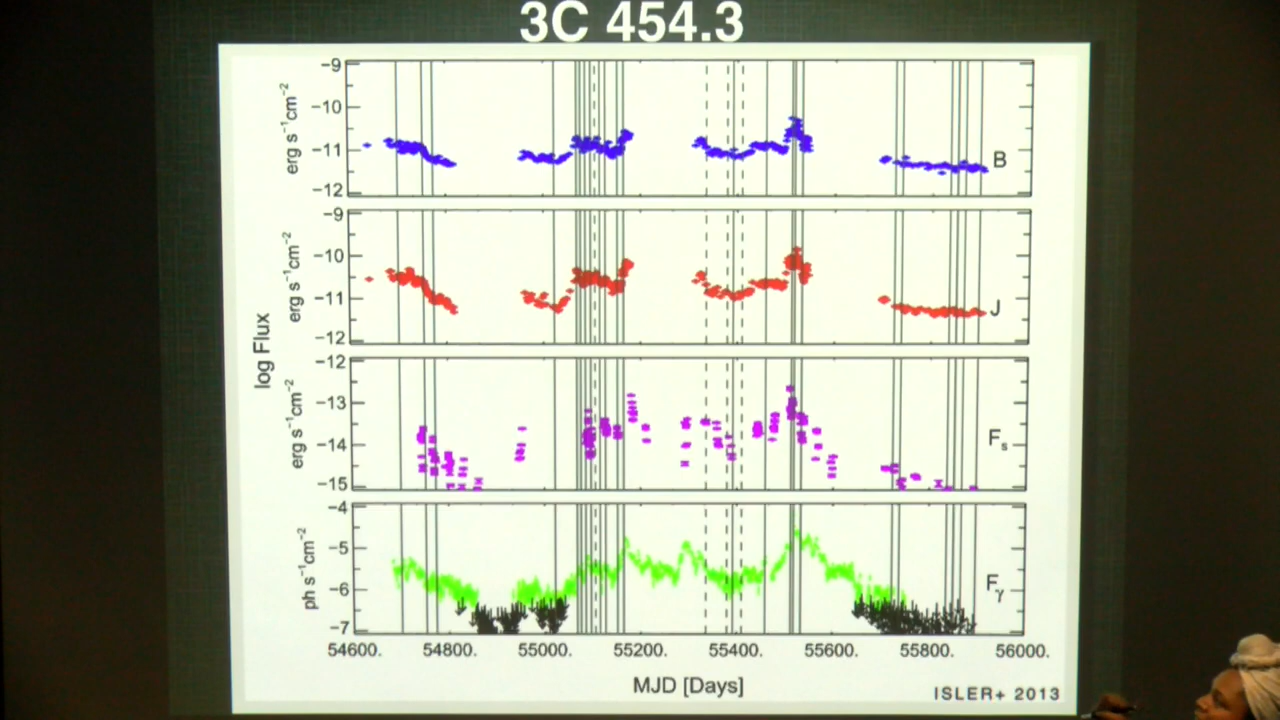 3C 454.3
−9
−10
−11
−12
erg s⁻¹cm⁻²
B
−9
−10
−11
−12
erg s⁻¹cm⁻²
J
log Flux
−12
−13
−14
−15
erg s⁻¹cm⁻²
Fₛ
−4
−5
−6
−7
ph s⁻¹cm⁻²
Fγ
54600. 54800. 55000. 55200. 55400. 55600. 55800. 56000.
MJD [Days]
ISLER+ 2013